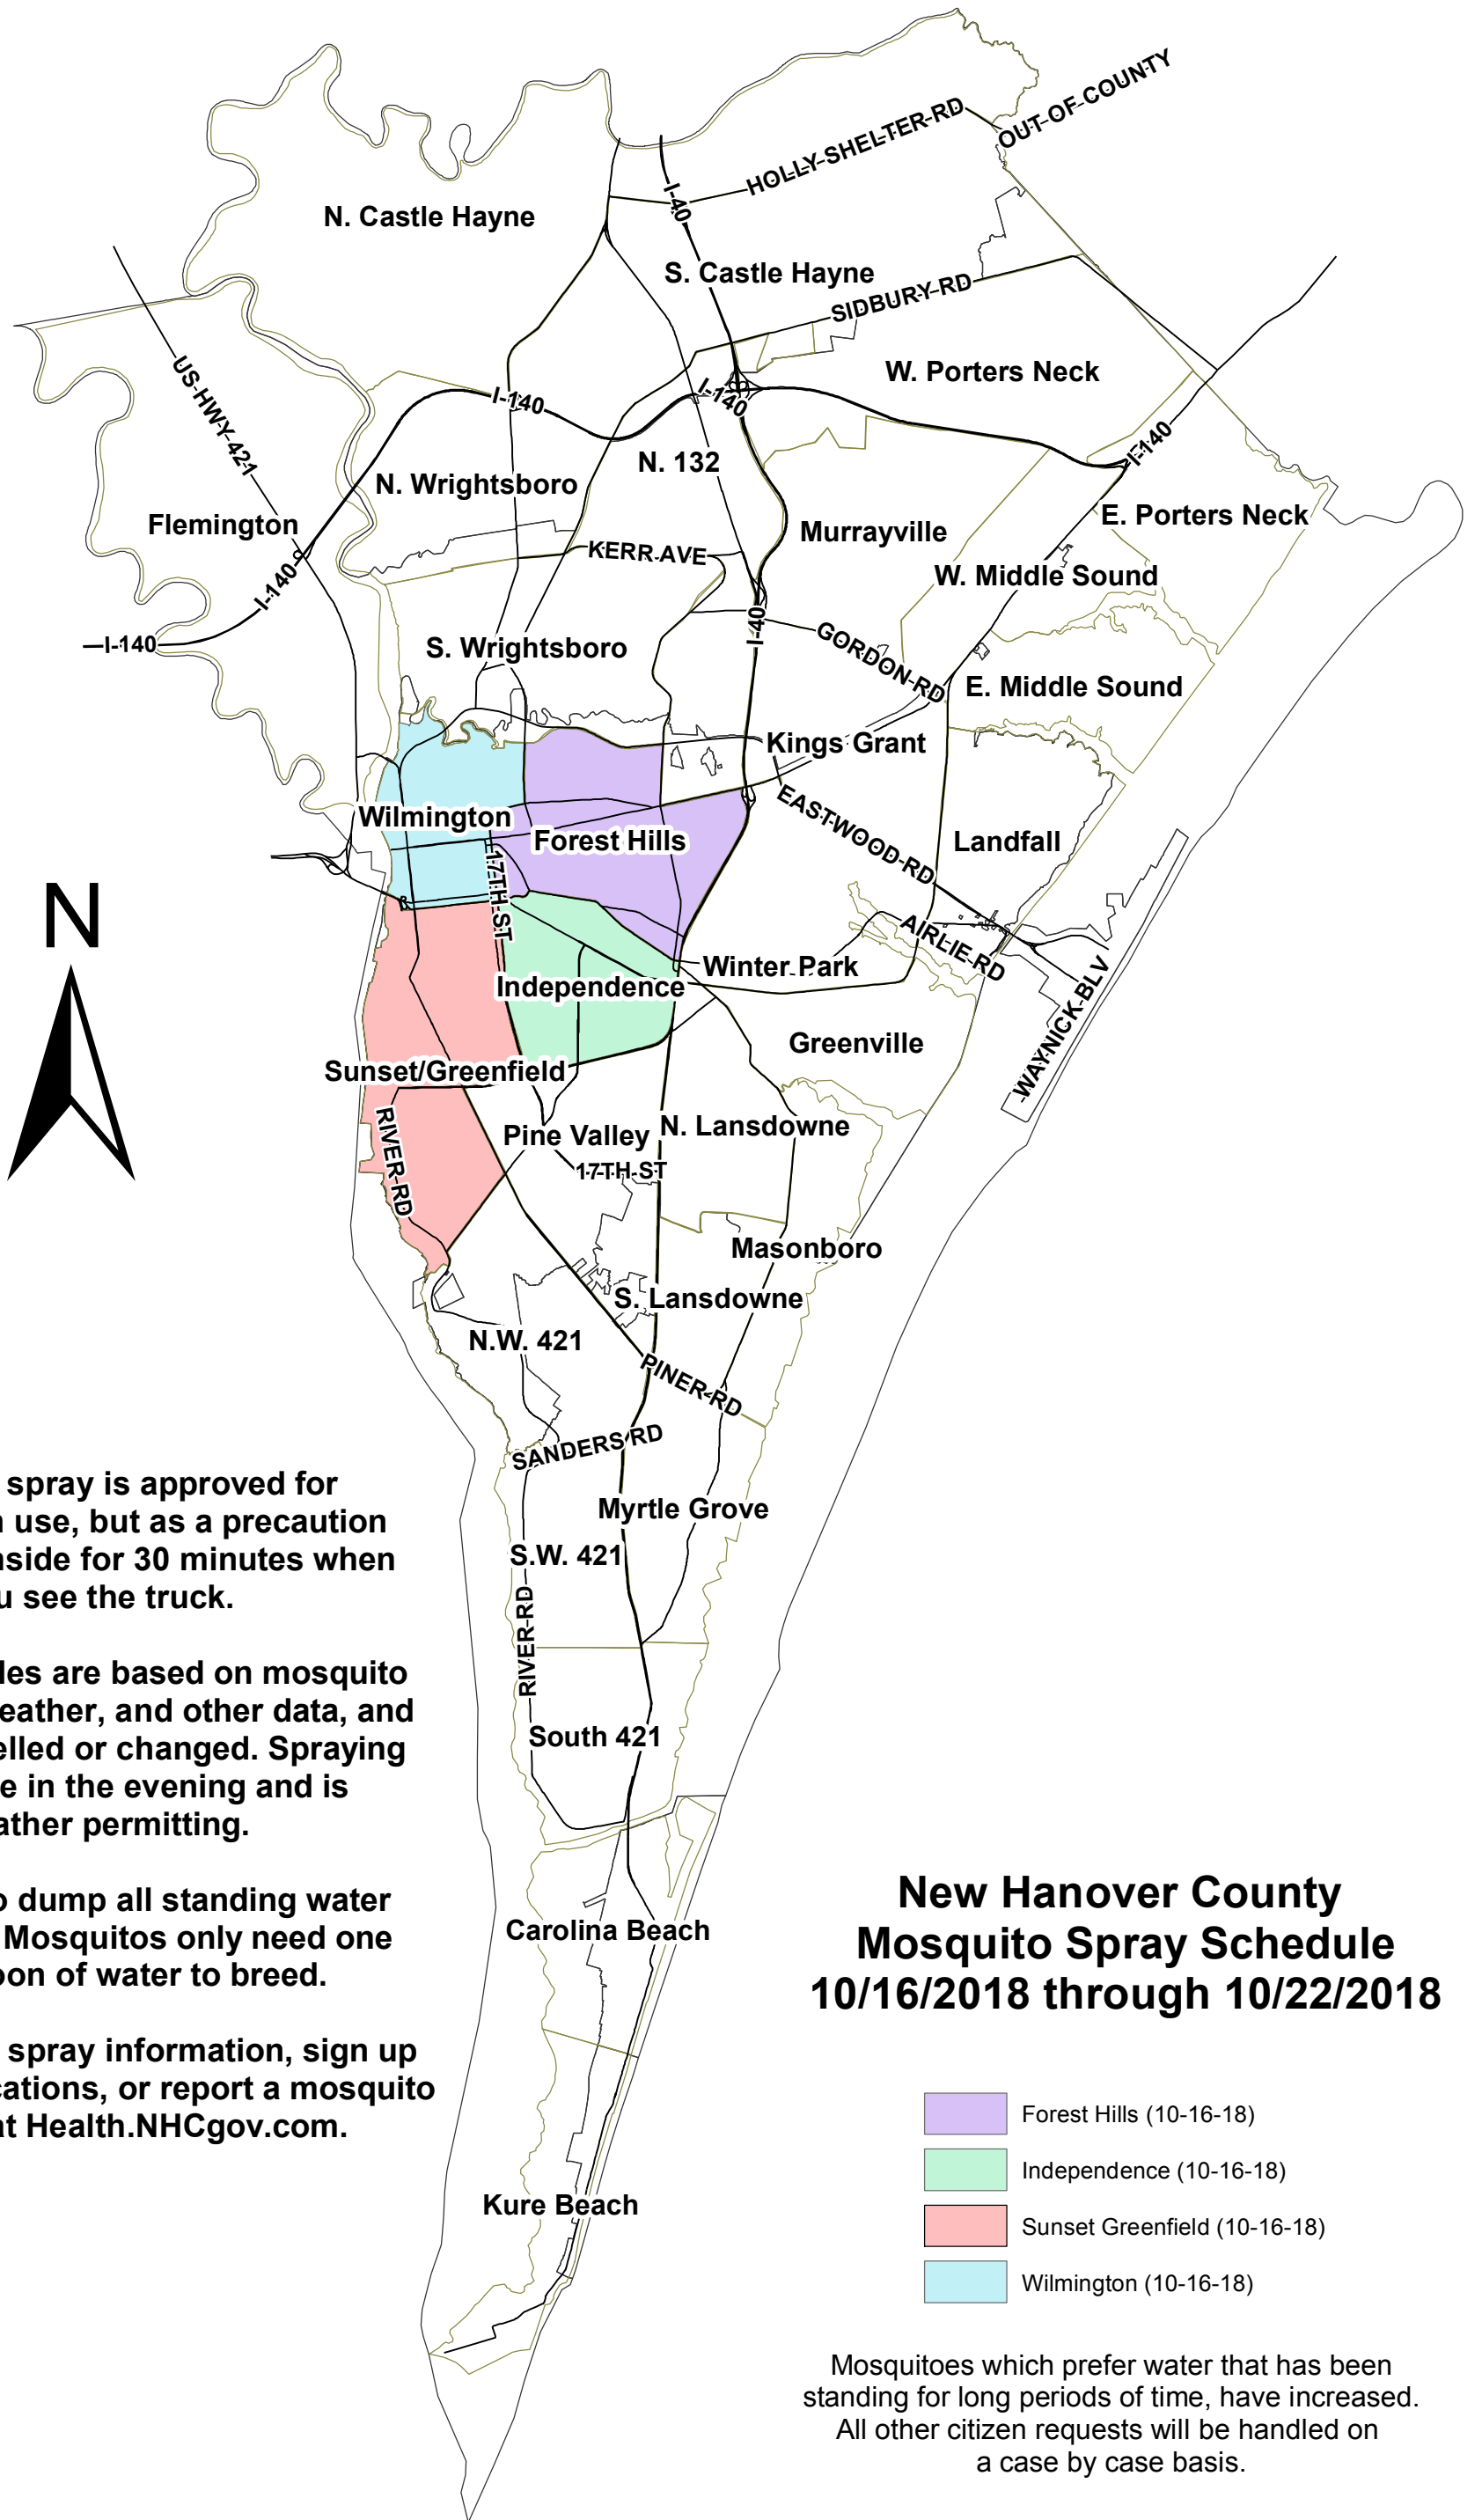 HOLLY SHELTER RD
OUT OF COUNTY
I-40
N. Castle Hayne
S. Castle Hayne
SIDBURY RD
US HWY 421
W. Porters Neck
I-140
I-140
I-140
N. 132
N. Wrightsboro
Flemington
E. Porters Neck
Murrayville
KERR AVE
W. Middle Sound
I-140
I-140
I-40
S. Wrightsboro
GORDON RD
E. Middle Sound
Kings Grant
Wilmington
Forest Hills
EASTWOOD RD
Landfall
17TH ST
N
AIRLIE RD
Winter Park
Independence
WAYNICK BLV
Greenville
Sunset/Greenfield
RIVER RD
Pine Valley
N. Lansdowne
17TH ST
Masonboro
S. Lansdowne
N.W. 421
PINER RD
SANDERS RD
Myrtle Grove
S.W. 421
RIVER RD
South 421
Carolina Beach
Kure Beach
spray is approved for
use, but as a precaution
for 30 minutes when
see the truck.
are based on mosquito
and other data, and
or changed. Spraying
in the evening and is
permitting.
dump all standing water
Mosquitos only need one
of water to breed.
spray information, sign up
or report a mosquito
at Health.NHCgov.com.
New Hanover County
Mosquito Spray Schedule
10/16/2018 through 10/22/2018
Forest Hills (10-16-18)
Independence (10-16-18)
Sunset Greenfield (10-16-18)
Wilmington (10-16-18)
Mosquitoes which prefer water that has been
standing for long periods of time, have increased.
All other citizen requests will be handled on
a case by case basis.